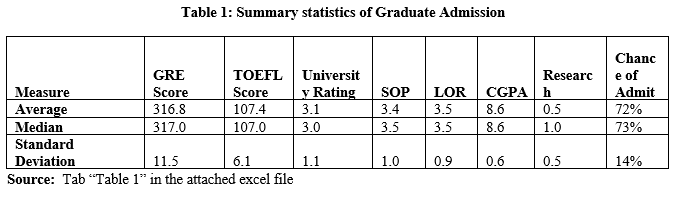 Table 1: Summary statistics of Graduate Admission
Measure GRE Score TOEFL Score Universit y Rating SOP LOR CGPA Researc h Chanc e of Admit
Average 316.8 107.4 3.1 3.4 3.5 8.6 0.5 72%
Median 317.0 107.0 3.0 3.5 3.5 8.6 1.0 73%
Standard Deviation 11.5 6.1 1.1 1.0 0.9 0.6 0.5 14%
Source: Tab “Table 1” in the attached excel file